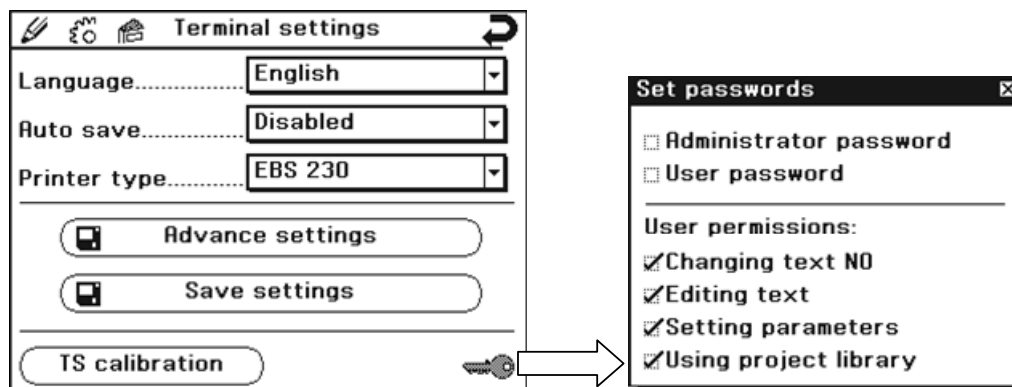 Terminal settings
Language................ English
Auto save............... Disabled
Printer type............ EBS 230
Advance settings
Save settings
TS calibration
Set passwords
Administrator password
User password
User permissions:
Changing text NO
Editing text
Setting parameters
Using project library